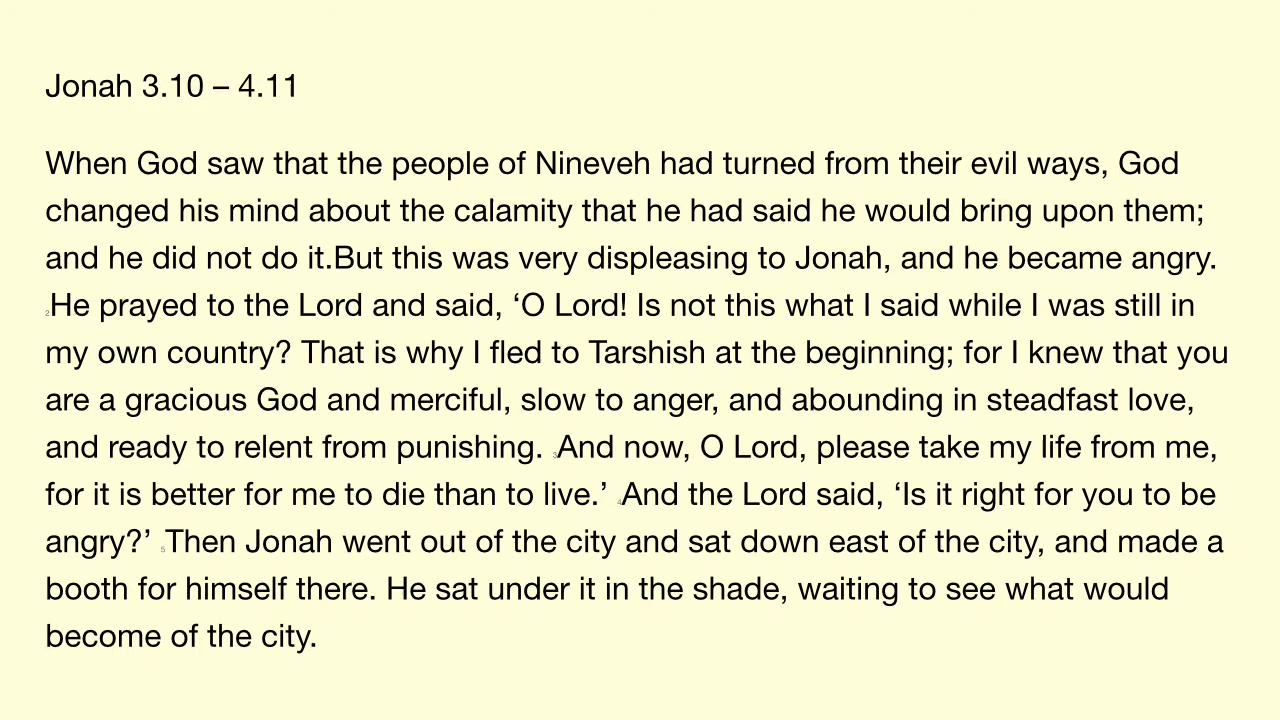 Jonah 3.10 – 4.11
When God saw that the people of Nineveh had turned from their evil ways, God
changed his mind about the calamity that he had said he would bring upon them;
and he did not do it.But this was very displeasing to Jonah, and he became angry.
2He prayed to the Lord and said, ‘O Lord! Is not this what I said while I was still in
my own country? That is why I fled to Tarshish at the beginning; for I knew that you
are a gracious God and merciful, slow to anger, and abounding in steadfast love,
and ready to relent from punishing. 3And now, O Lord, please take my life from me,
for it is better for me to die than to live.’ 4And the Lord said, ‘Is it right for you to be
angry?’ 5Then Jonah went out of the city and sat down east of the city, and made a
booth for himself there. He sat under it in the shade, waiting to see what would
become of the city.